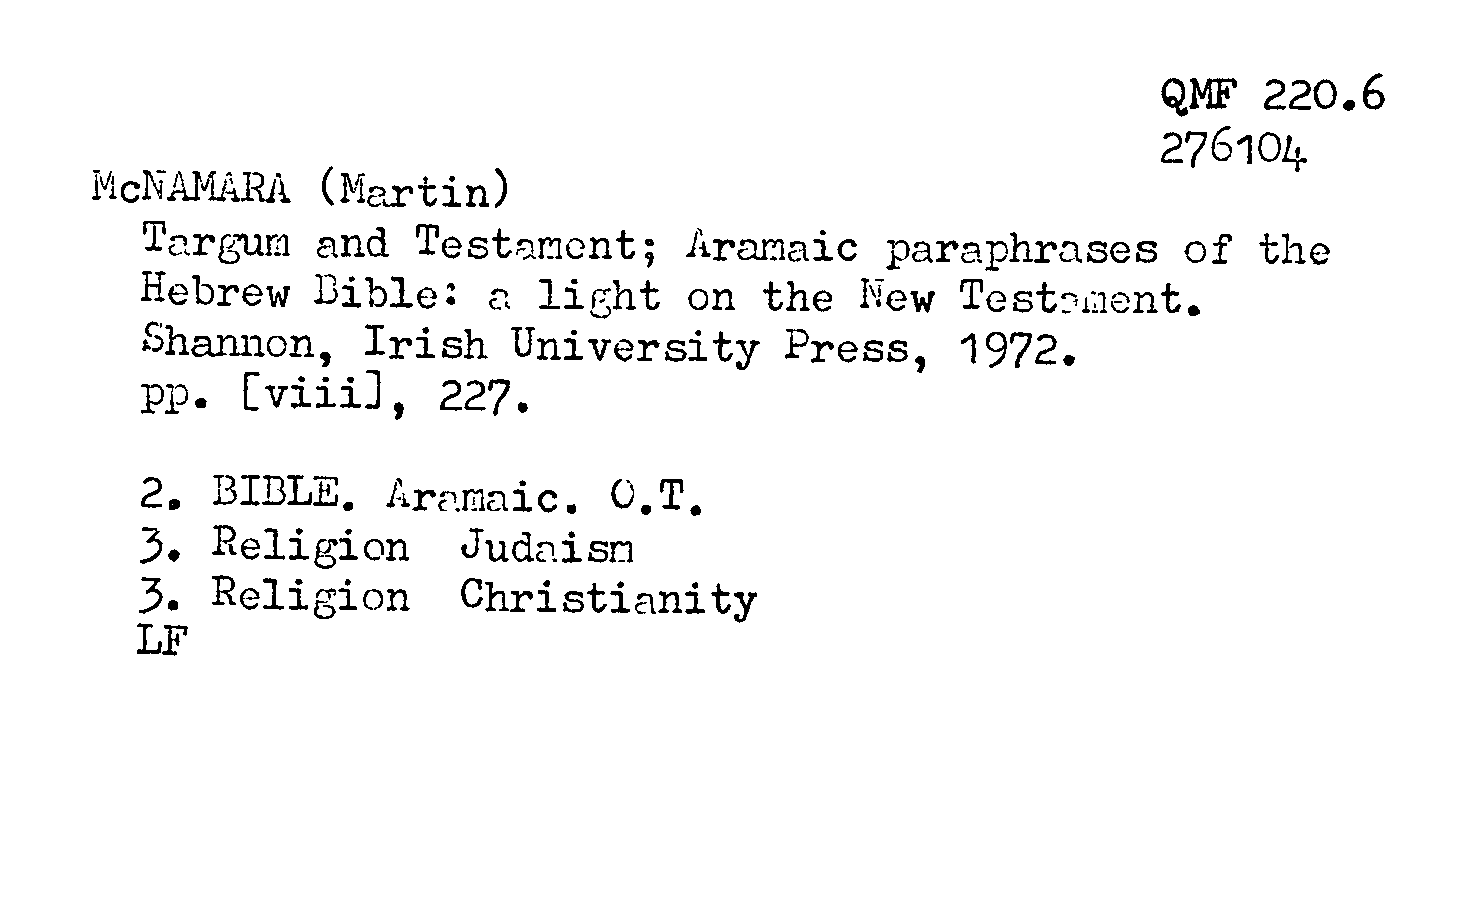 QMF 220.6
276104
McNAMARA (Martin)
Targum and Testament; Aramaic paraphrases of the
Hebrew Bible: a light on the New Testament.
Shannon, Irish University Press, 1972.
pp. [viii], 227.
2. BIBLE. Aramaic. O.T.
3. Religion Judaism
3. Religion Christianity
LF